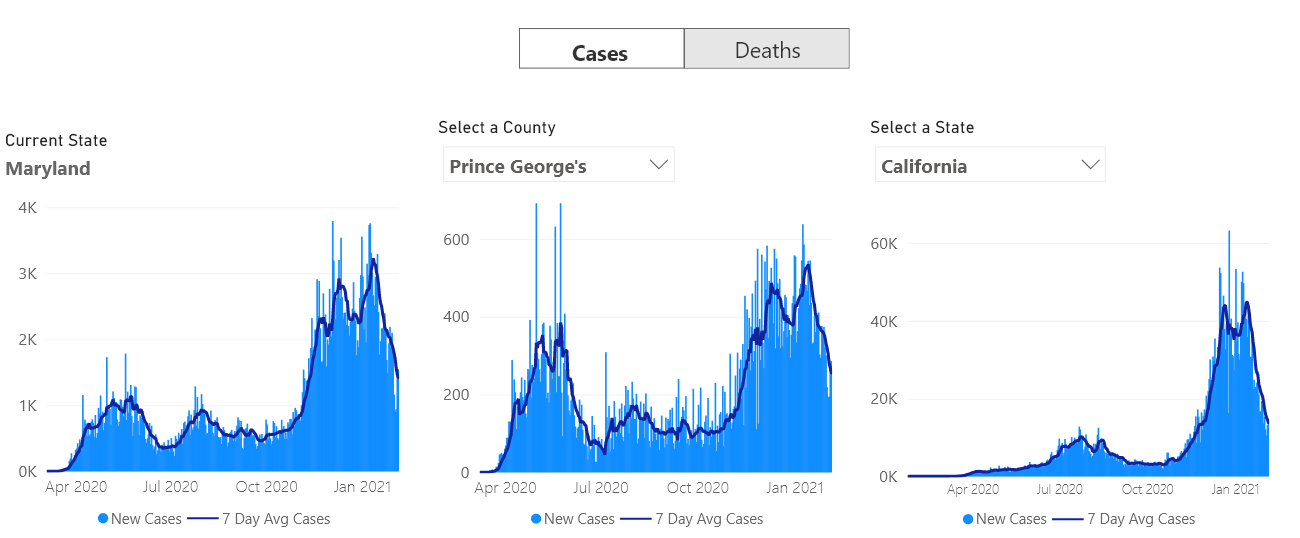 Cases Deaths
Current State
Maryland
4K
3K
2K
1K
0K
Apr 2020 Jul 2020 Oct 2020 Jan 2021
New Cases 7 Day Avg Cases
Select a County
Prince George's
600
400
200
0
Apr 2020 Jul 2020 Oct 2020 Jan 2021
New Cases 7 Day Avg Cases
Select a State
California
60K
40K
20K
0K
Apr 2020 Jul 2020 Oct 2020 Jan 2021
New Cases 7 Day Avg Cases